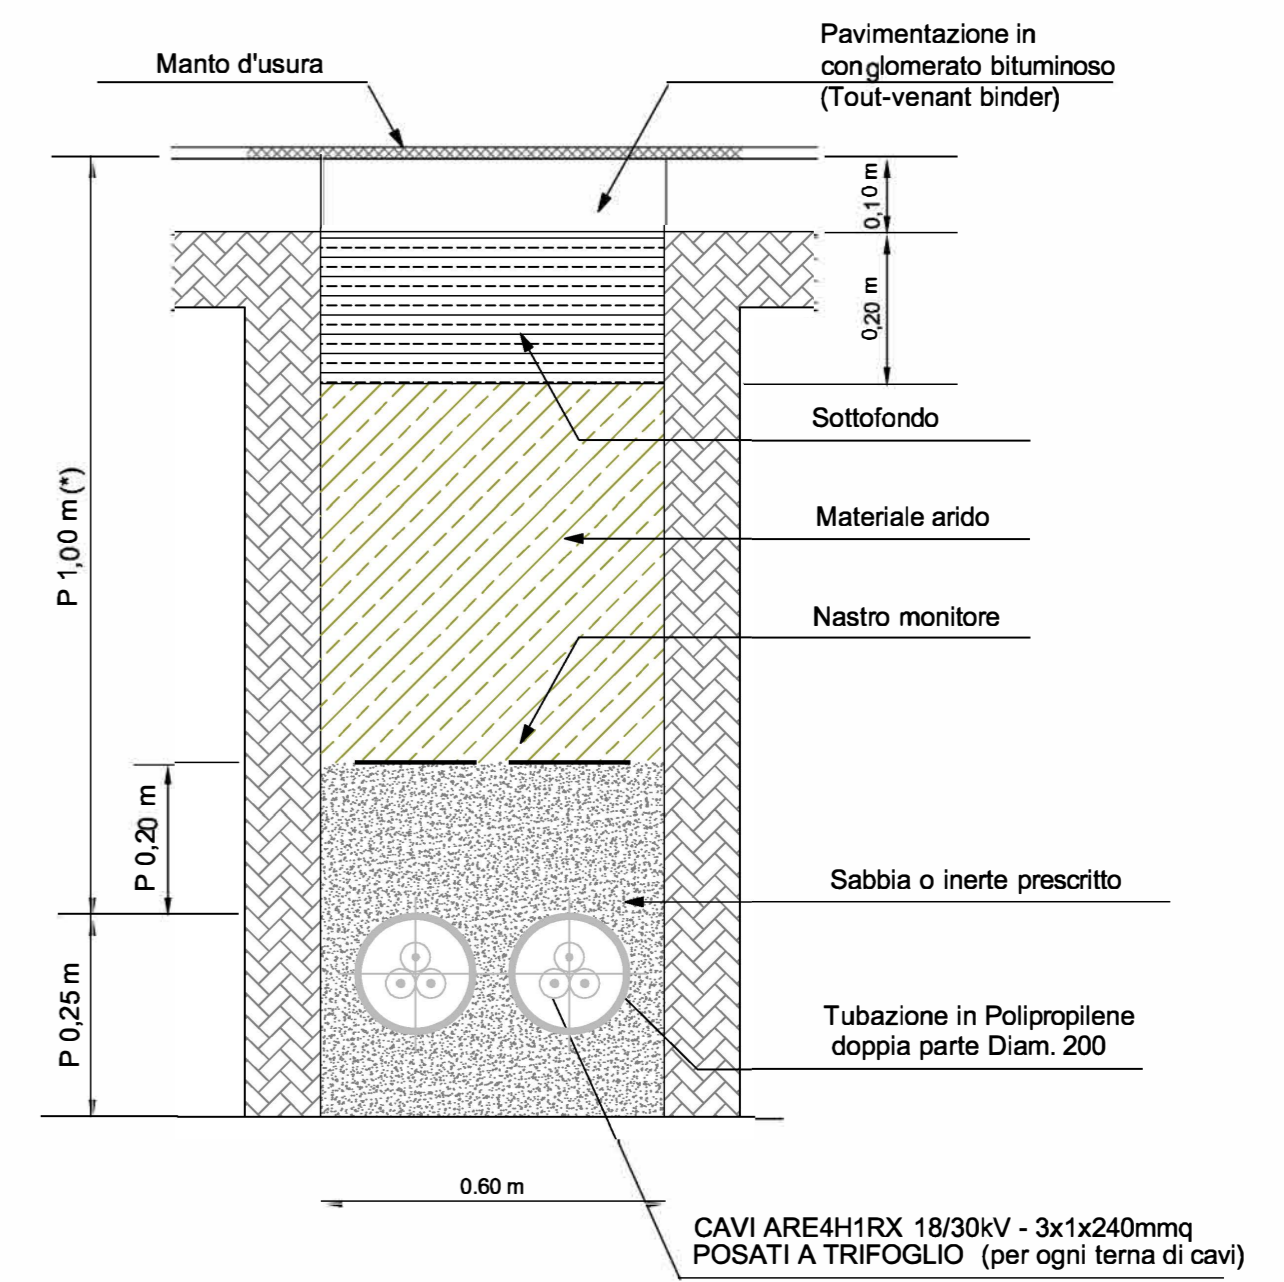 Pavimentazione in
conglomerato bituminoso
(Tout-venant binder)
Manto d'usura
0,10 m
0,20 m
Sottofondo
P 1,00 m (*)
Materiale arido
Nastro monitore
P 0,20 m
Sabbia o inerte prescritto
P 0,25 m
Tubazione in Polipropilene
doppia parte Diam. 200
0.60 m
CAVI ARE4H1RX 18/30kV - 3x1x240mmq
POSATI A TRIFOGLIO (per ogni terna di cavi)